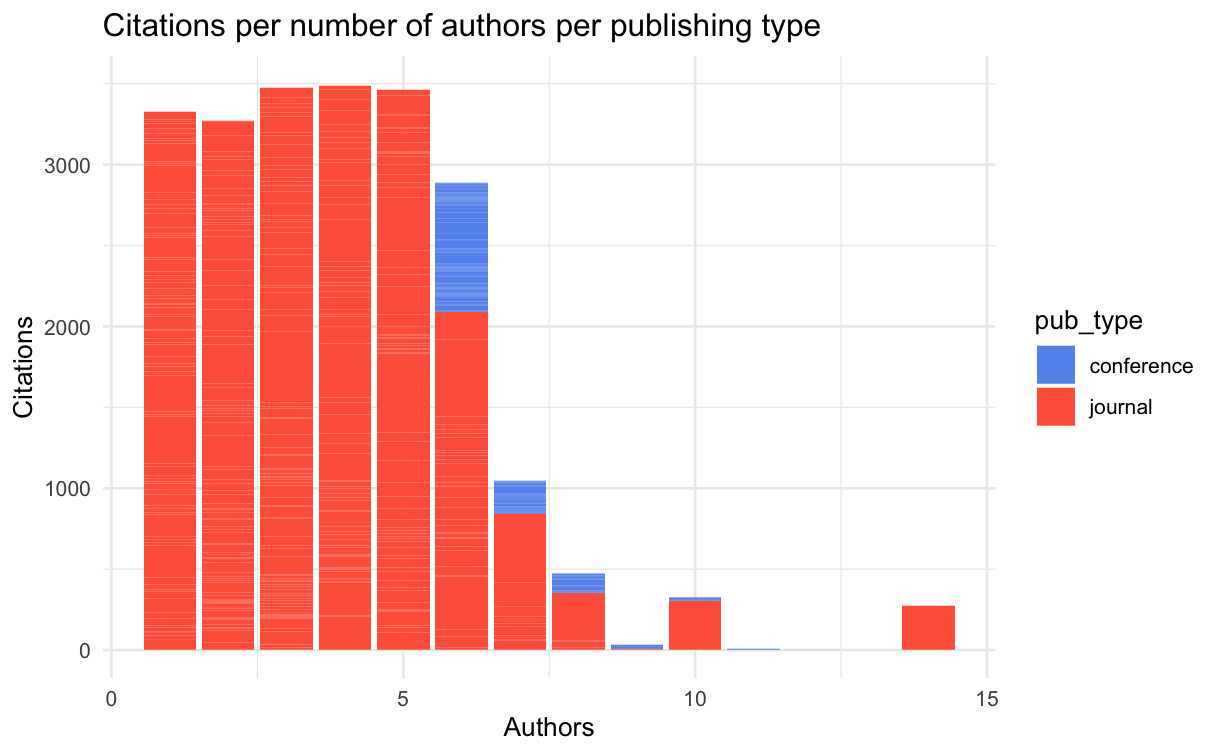 Citations per number of authors per publishing type
Citations
3000
2000
1000
0
0
5
10
15
Authors
pub_type
conference
journal